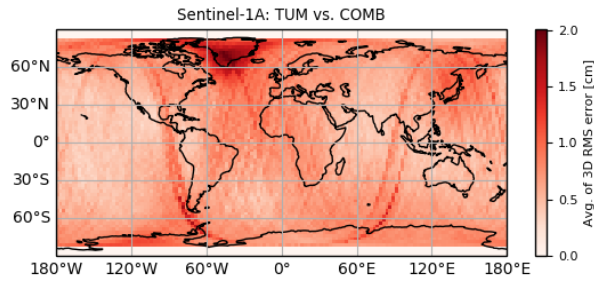 Sentinel-1A: TUM vs. COMB
60°N
30°N
0°
30°S
60°S
180°W 120°W 60°W 0° 60°E 120°E 180°E
2.0
1.5
1.0
0.5
0.0
Avg. of 3D RMS error [cm]